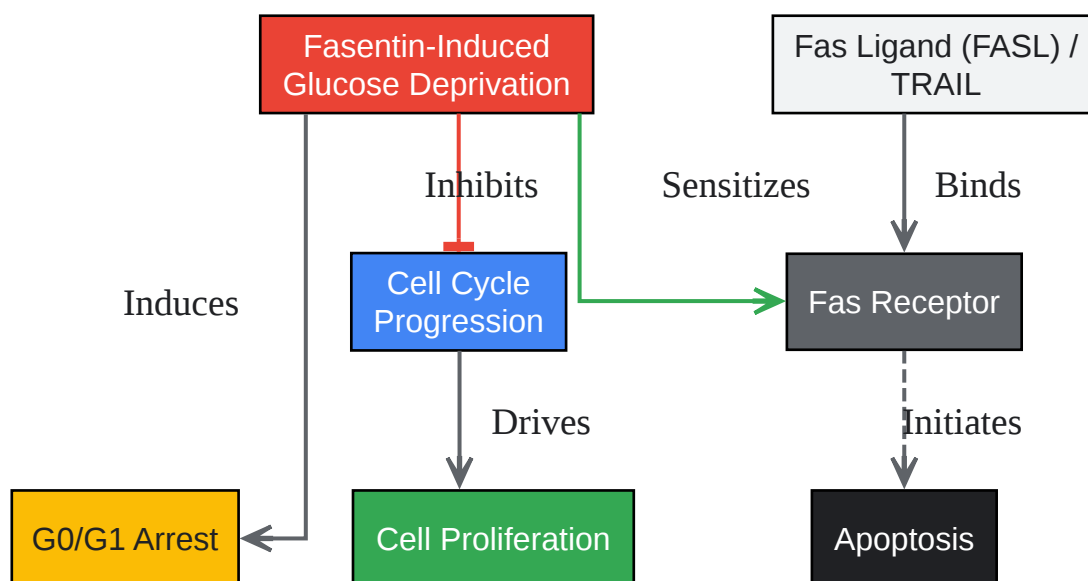 Fasentin-Induced
Glucose Deprivation
Fas Ligand (FASL) /
TRAIL
Inhibits
Sensitizes
Binds
Cell Cycle
Progression
Fas Receptor
Induces
Drives
Initiates
G0/G1 Arrest
Cell Proliferation
Apoptosis